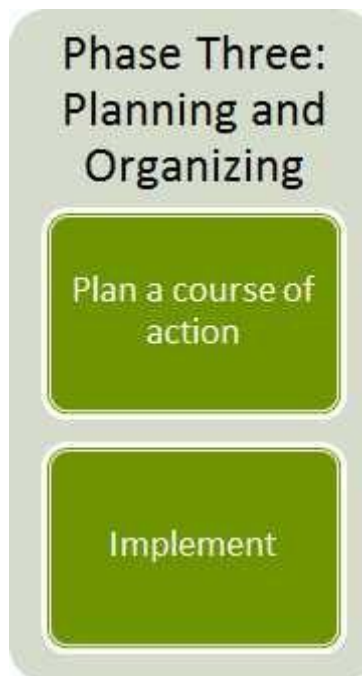 Phase Three:
Planning and
Organizing
Plan a course of
action
Implement